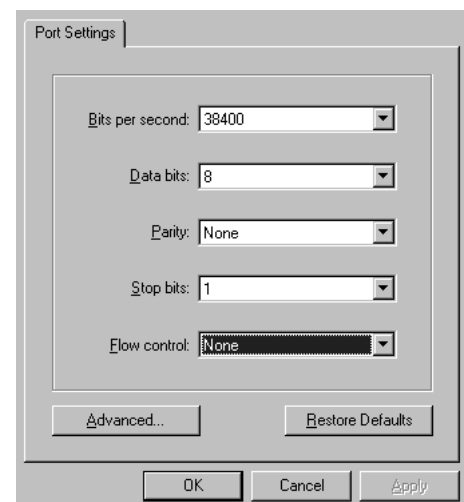 Port Settings
Bits per second: 38400
Data bits: 8
Parity: None
Stop bits: 1
Flow control: None
Advanced... Restore Defaults
OK Cancel Apply